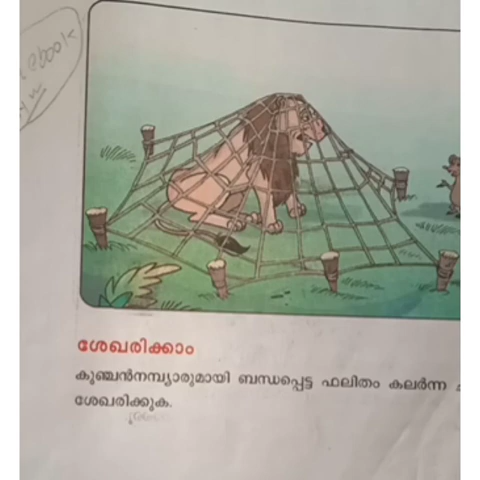 ശേഖരിക്കാം
കുഞ്ചൻനമ്പ്യാരുമായി ബന്ധപ്പെട്ട ഫലിതം കലർന്ന
ശേഖരിക്കുക.